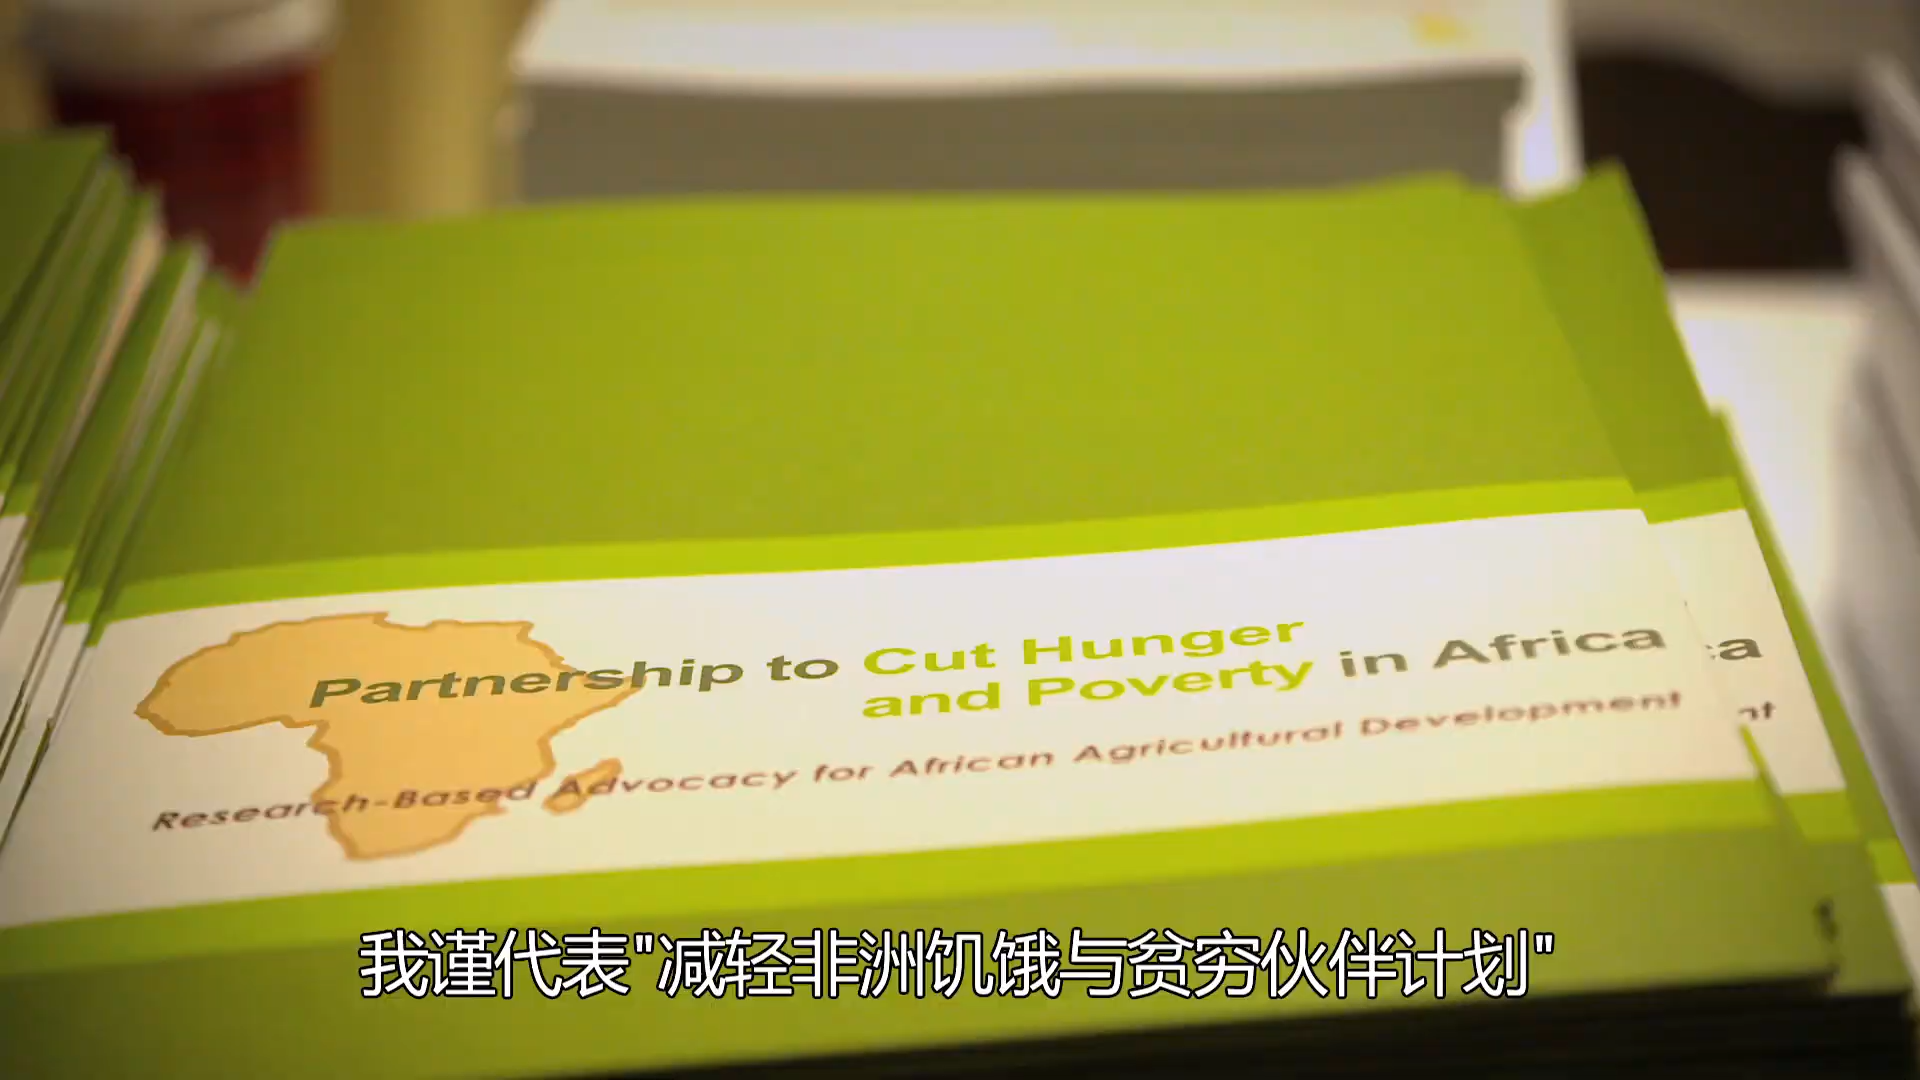 Partnership to Cut Hunger
and Poverty in Africa
Research-Based Advocacy for African Agricultural Development
我谨代表"减轻非洲饥饿与贫穷伙伴计划"